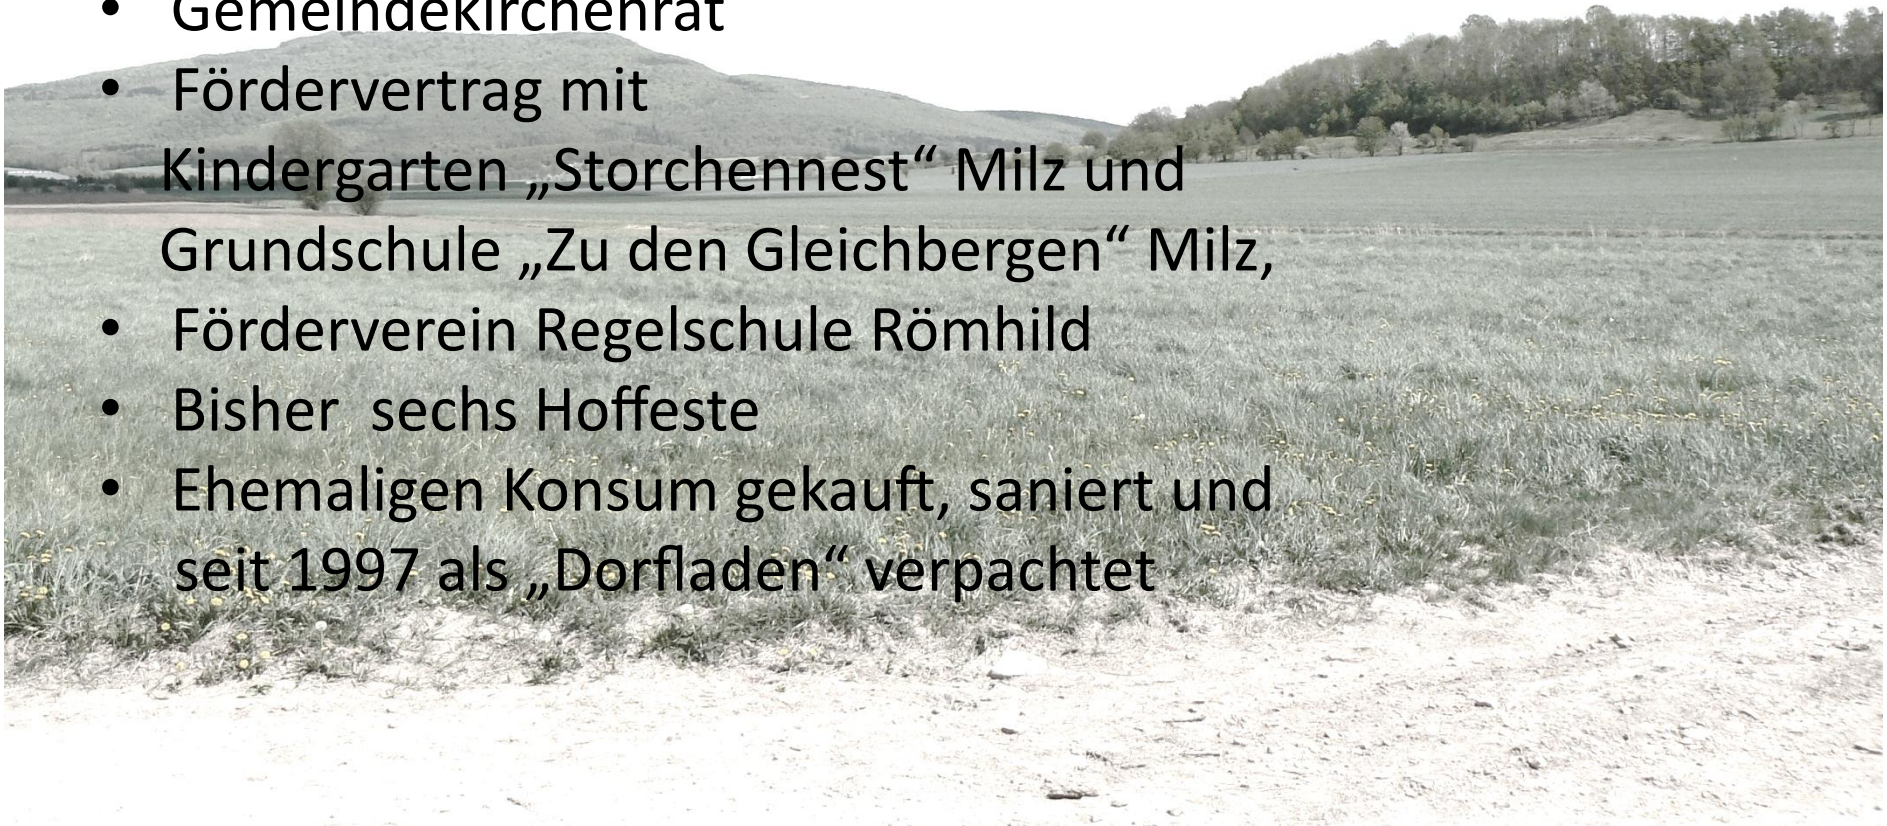 • Gemeindekirchenrat
• Fördervertrag mit
Kindergarten „Storchennest“ Milz und
Grundschule „Zu den Gleichbergen“ Milz,
• Förderverein Regelschule Römhild
• Bisher  sechs Hoffeste
• Ehemaligen Konsum gekauft, saniert und
seit 1997 als „Dorfladen“ verpachtet